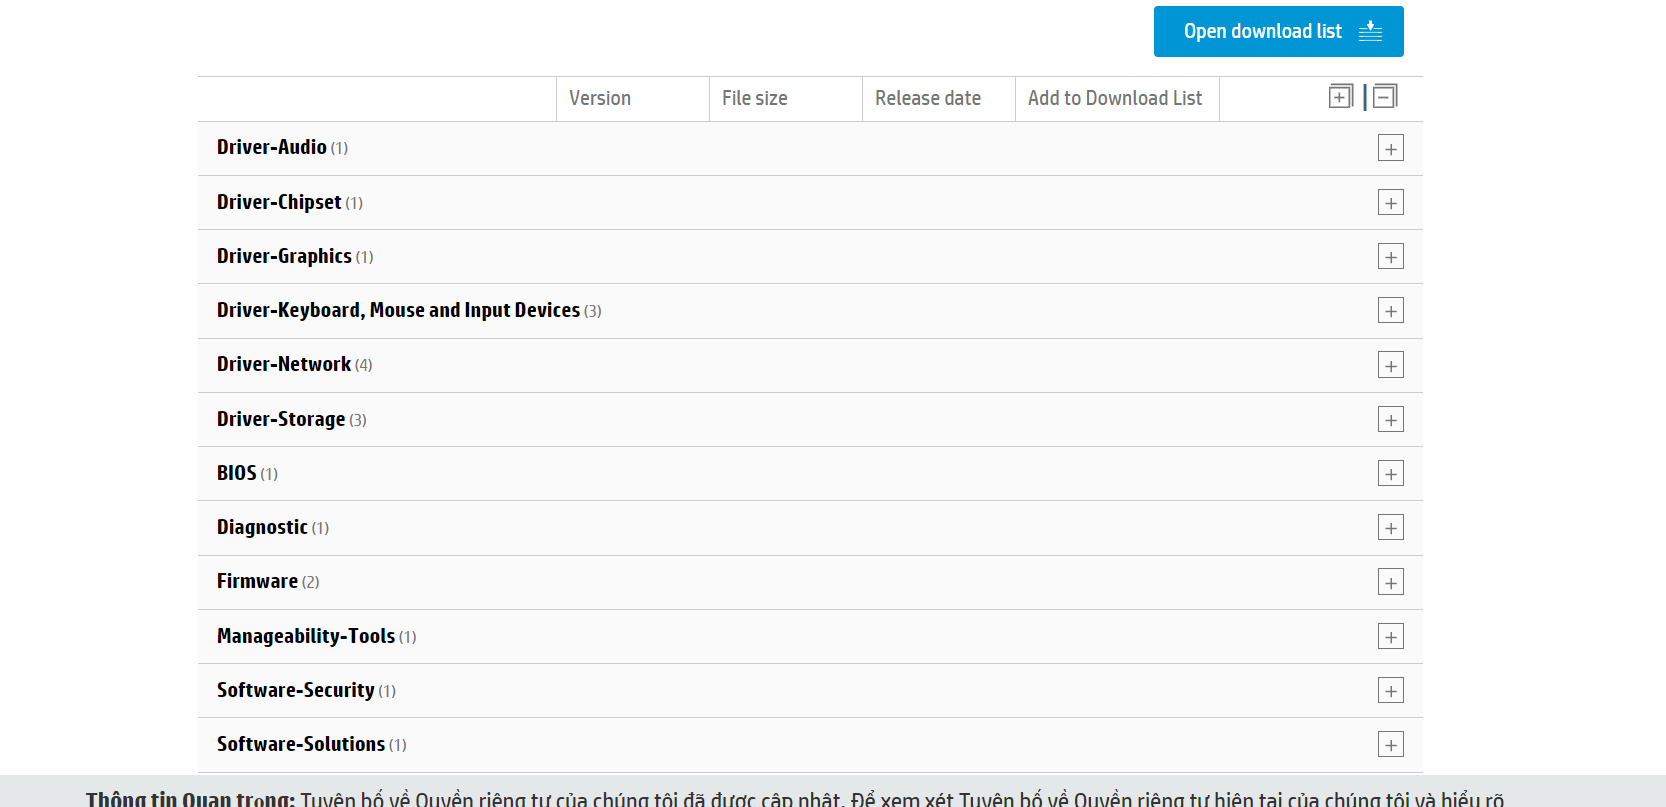 Open download list
Version File size Release date Add to Download List
Driver-Audio (1)
Driver-Chipset (1)
Driver-Graphics (1)
Driver-Keyboard, Mouse and Input Devices (3)
Driver-Network (4)
Driver-Storage (3)
BIOS (1)
Diagnostic (1)
Firmware (2)
Manageability-Tools (1)
Software-Security (1)
Software-Solutions (1)
Thông tin Quan trọng: Tuyên bố về Quyền riêng tư của chúng tôi đã được cập nhật. Để xem xét Tuyên bố về Quyền riêng tư hiện tại của chúng tôi và hiểu rõ